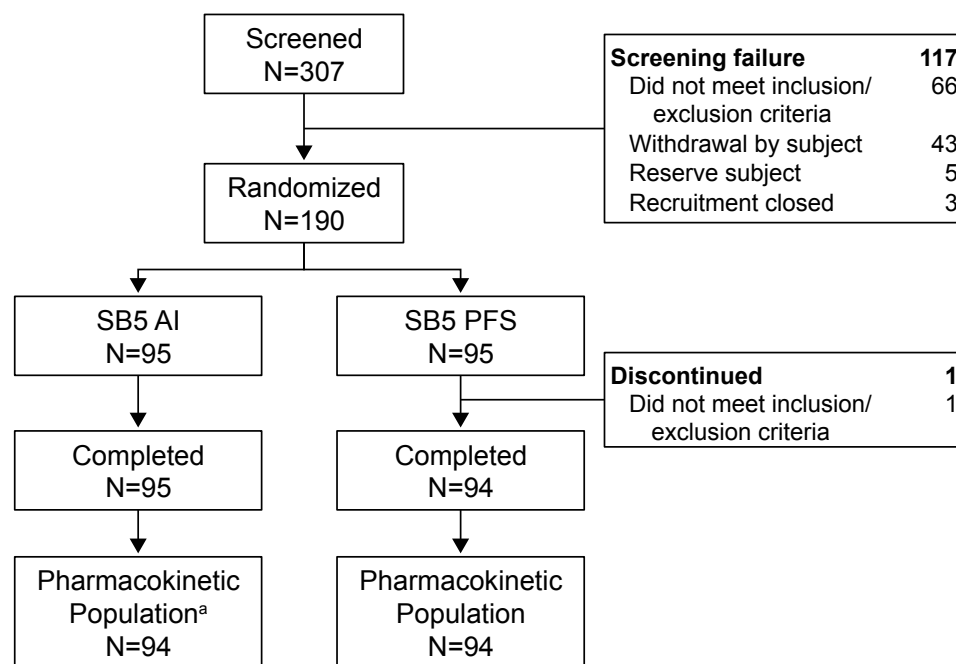 Screened
N=307
Screening failure 117
Did not meet inclusion/ 66
exclusion criteria
Withdrawal by subject 43
Reserve subject 5
Recruitment closed 3
Randomized
N=190
SB5 AI
N=95
SB5 PFS
N=95
Discontinued 1
Did not meet inclusion/ 1
exclusion criteria
Completed
N=95
Completed
N=94
Pharmacokinetic
Populationᵃ
N=94
Pharmacokinetic
Population
N=94